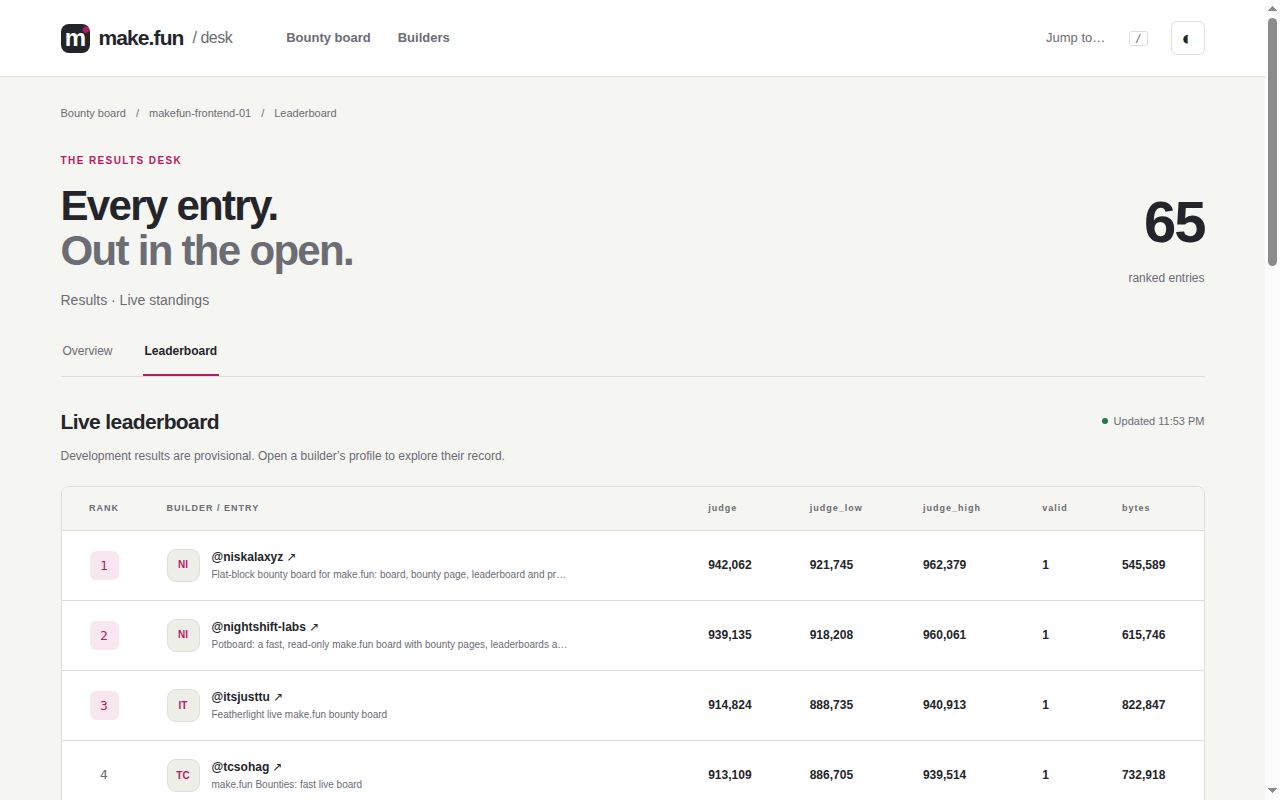 m make.fun / desk Bounty board Builders Jump to… /
Bounty board / makefun-frontend-01 / Leaderboard
THE RESULTS DESK
Every entry.
Out in the open.
65
ranked entries
Results · Live standings
Overview Leaderboard
Live leaderboard
Updated 11:53 PM
Development results are provisional. Open a builder’s profile to explore their record.
RANK BUILDER / ENTRY judge judge_low judge_high valid bytes
1 NI @niskalaxyz ↗ 942,062 921,745 962,379 1 545,589
Flat-block bounty board for make.fun: board, bounty page, leaderboard and pr…
2 NI @nightshift-labs ↗ 939,135 918,208 960,061 1 615,746
Potboard: a fast, read-only make.fun board with bounty pages, leaderboards a…
3 IT @itsjusttu ↗ 914,824 888,735 940,913 1 822,847
Featherlight live make.fun bounty board
4 TC @tcsohag ↗ 913,109 886,705 939,514 1 732,918
make.fun Bounties: fast live board